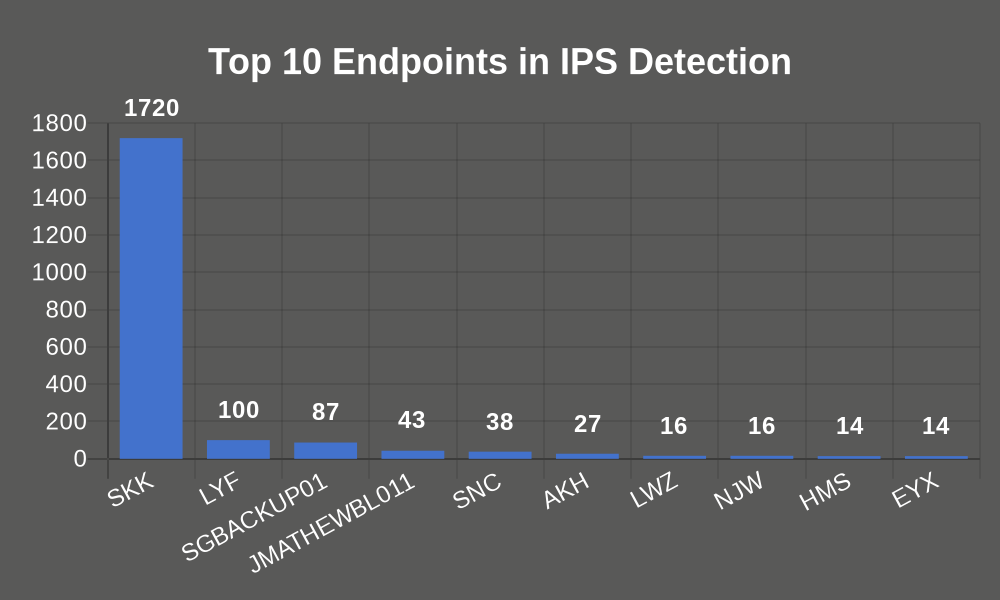 Top 10 Endpoints in IPS Detection
1720
1800
1600
1400
1200
1000
800
600
400
200
0
100
87
43
38
27
16
16
14
14
SKK
LYF
SGBACKUP01
JMATHEWBL011
SNC
AKH
LWZ
NJW
HMS
EYX